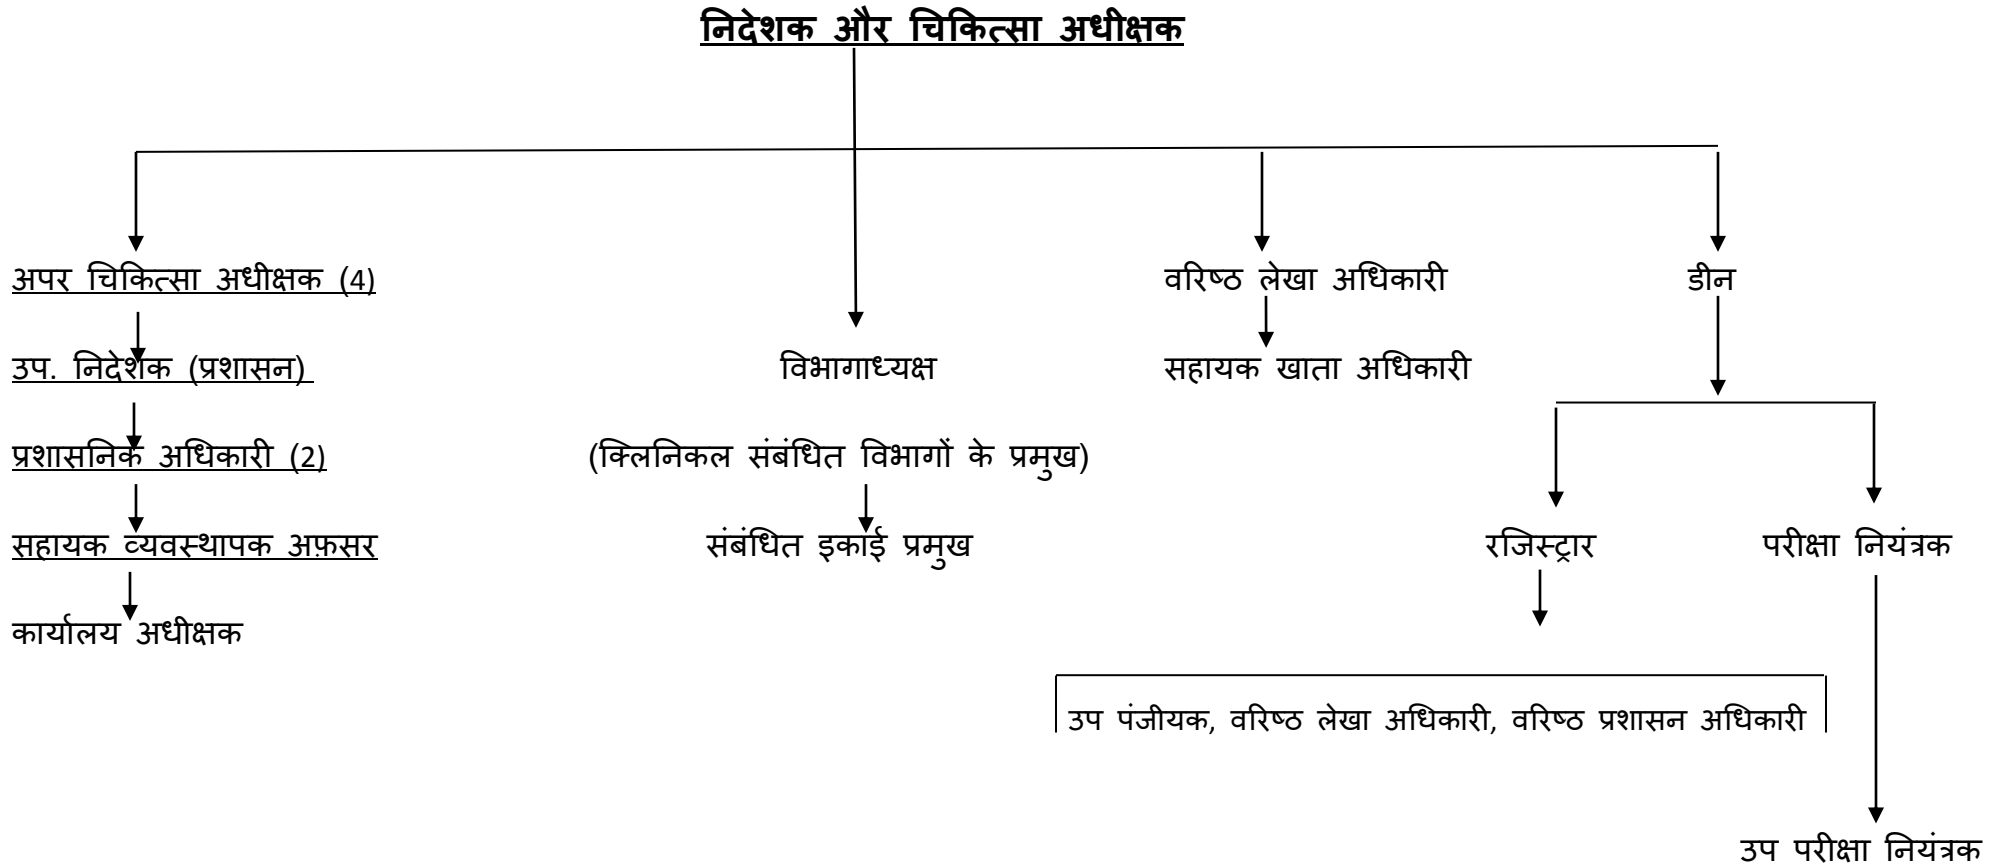 निदेशक और चिकित्सा अधीक्षक
अपर चिकित्सा अधीक्षक (4)
वरिष्ठ लेखा अधिकारी
डीन
उप. निदेशक (प्रशासन)
विभागाध्यक्ष
सहायक खाता अधिकारी
प्रशासनिक अधिकारी (2)
(क्लिनिकल संबंधित विभागों के प्रमुख)
सहायक व्यवस्थापक अफ़सर
संबंधित इकाई प्रमुख
रजिस्ट्रार
परीक्षा नियंत्रक
कार्यालय अधीक्षक
उप पंजीयक, वरिष्ठ लेखा अधिकारी, वरिष्ठ प्रशासन अधिकारी
उप परीक्षा नियंत्रक